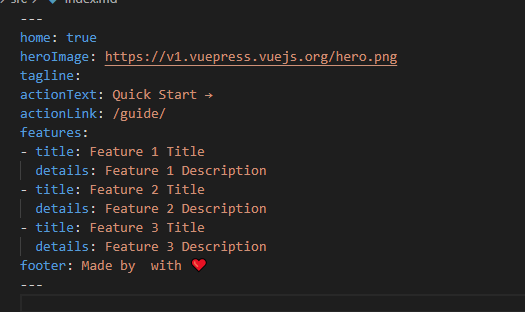 src > index.md
---
home: true
heroImage: https://v1.vuepress.vuejs.org/hero.png
tagline:
actionText: Quick Start →
actionLink: /guide/
features:
- title: Feature 1 Title
  details: Feature 1 Description
- title: Feature 2 Title
  details: Feature 2 Description
- title: Feature 3 Title
  details: Feature 3 Description
footer: Made by  with ❤️
---